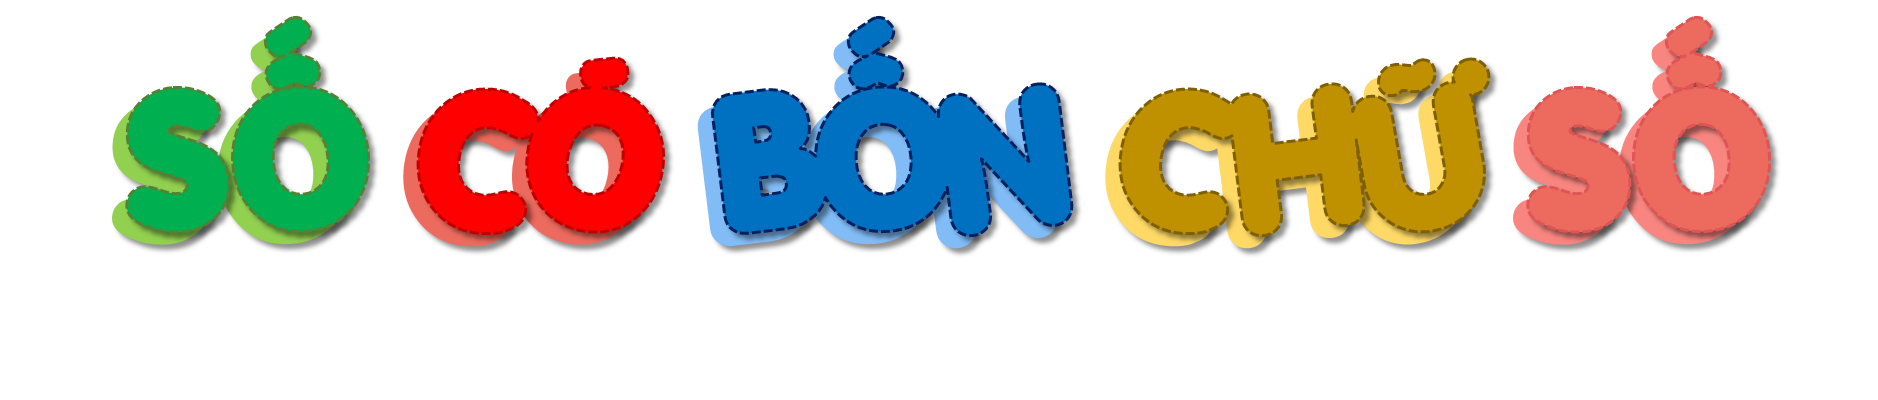 SỐ CÓ BỐN CHỮ SỐ